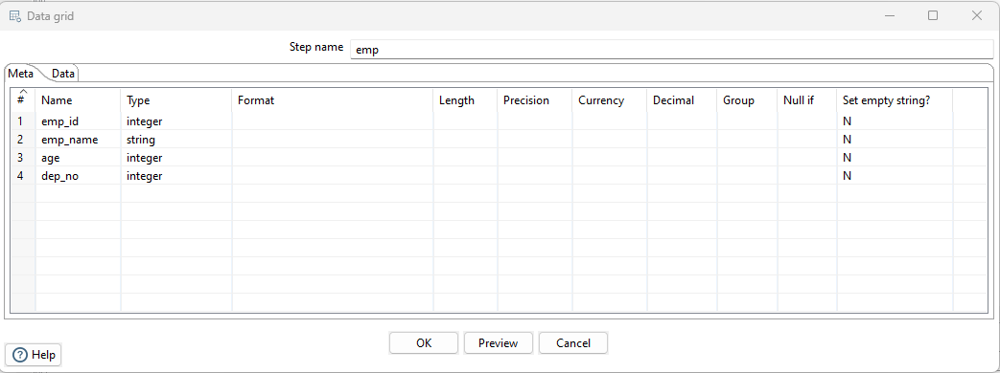 Data grid
Step name emp
Meta Data
# Name Type Format Length Precision Currency Decimal Group Null if Set empty string?
1 emp_id integer N
2 emp_name string N
3 age integer N
4 dep_no integer N
OK Preview Cancel
? Help